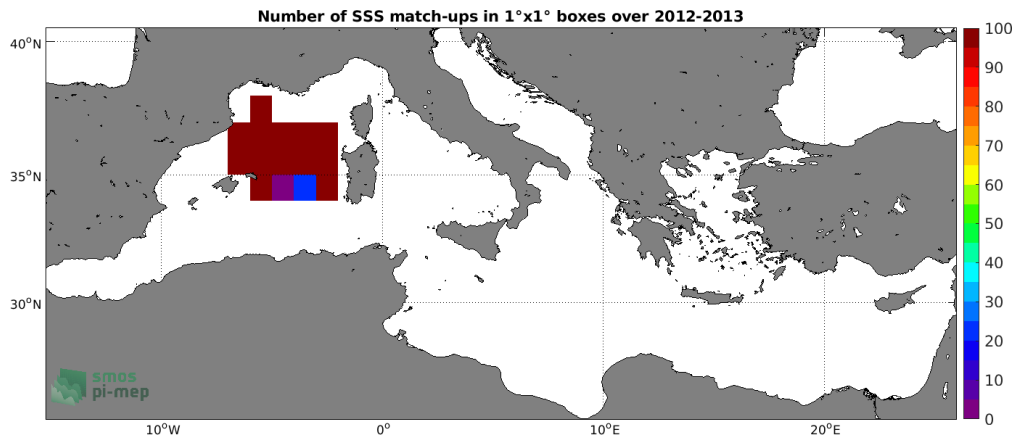 Number of SSS match-ups in 1°x1° boxes over 2012-2013
40°N
35°N
30°N
10°W
0°
10°E
20°E
100
90
80
70
60
50
40
30
20
10
0
smos
pi-mep